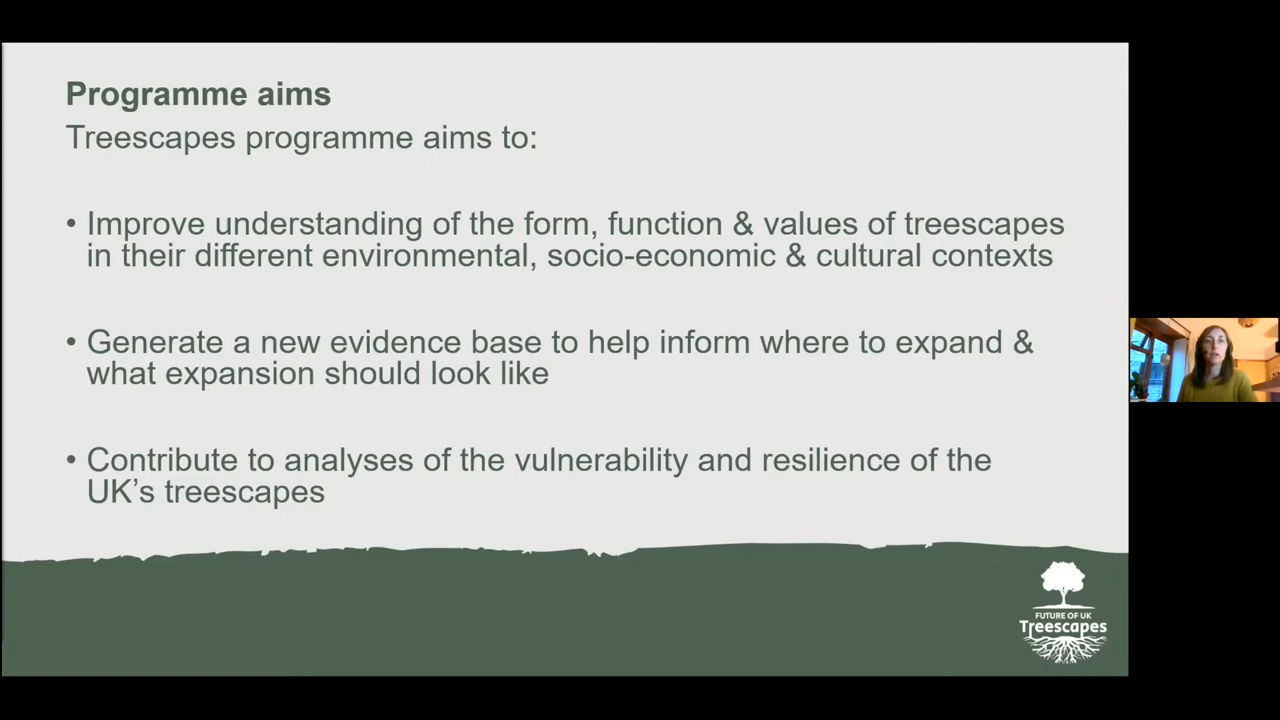 Programme aims
Treescapes programme aims to:
• Improve understanding of the form, function & values of treescapes
in their different environmental, socio-economic & cultural contexts
• Generate a new evidence base to help inform where to expand &
what expansion should look like
• Contribute to analyses of the vulnerability and resilience of the
UK’s treescapes
FUTURE OF UK
Treescapes